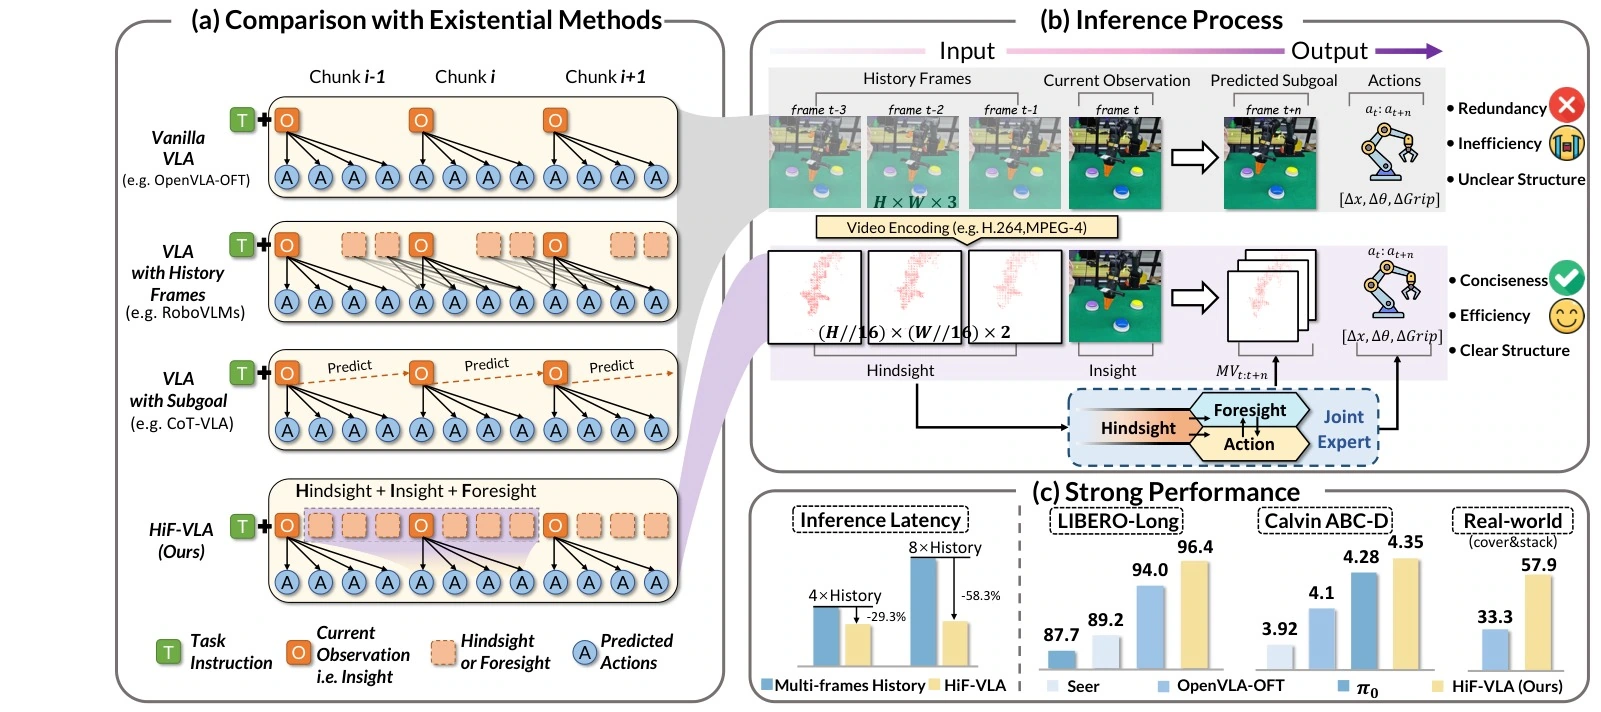 (a) Comparison with Existential Methods
Chunk i-1
Chunk i
Chunk i+1
Vanilla
VLA
(e.g. OpenVLA-OFT)
T + O O O
A A A A A A A A A A A A
VLA
with History
Frames
(e.g. RoboVLMs)
T + O O O
A A A A A A A A A A A A
VLA
with Subgoal
(e.g. CoT-VLA)
T + O Predict O Predict O Predict
A A A A A A A A A A A A
HiF-VLA
(Ours)
Hindsight + Insight + Foresight
T + O O O
A A A A A A A A A A A A
T Task
Instruction
O Current
Observation
i.e. Insight
Hindsight
or Foresight
A Predicted
Actions
(b) Inference Process
Input
Output
History Frames
Current Observation
Predicted Subgoal
Actions
frame t-3
frame t-2
frame t-1
frame t
frame t+n
a_t: a_{t+n}
H × W × 3
[Δx, Δθ, ΔGrip]
• Redundancy
• Inefficiency
• Unclear Structure
Video Encoding (e.g. H.264,MPEG-4)
(H//16) × (W//16) × 2
a_t: a_{t+n}
[Δx, Δθ, ΔGrip]
• Conciseness
• Efficiency
• Clear Structure
Hindsight
Insight
MV_{t:t+n}
Hindsight
Foresight
Action
Joint
Expert
(c) Strong Performance
Inference Latency
4×History
-29.3%
8×History
-58.3%
Multi-frames History
HiF-VLA
LIBERO-Long
87.7
89.2
94.0
96.4
Calvin ABC-D
3.92
4.1
4.28
4.35
Real-world
(cover&stack)
33.3
57.9
Seer
OpenVLA-OFT
π₀
HiF-VLA (Ours)